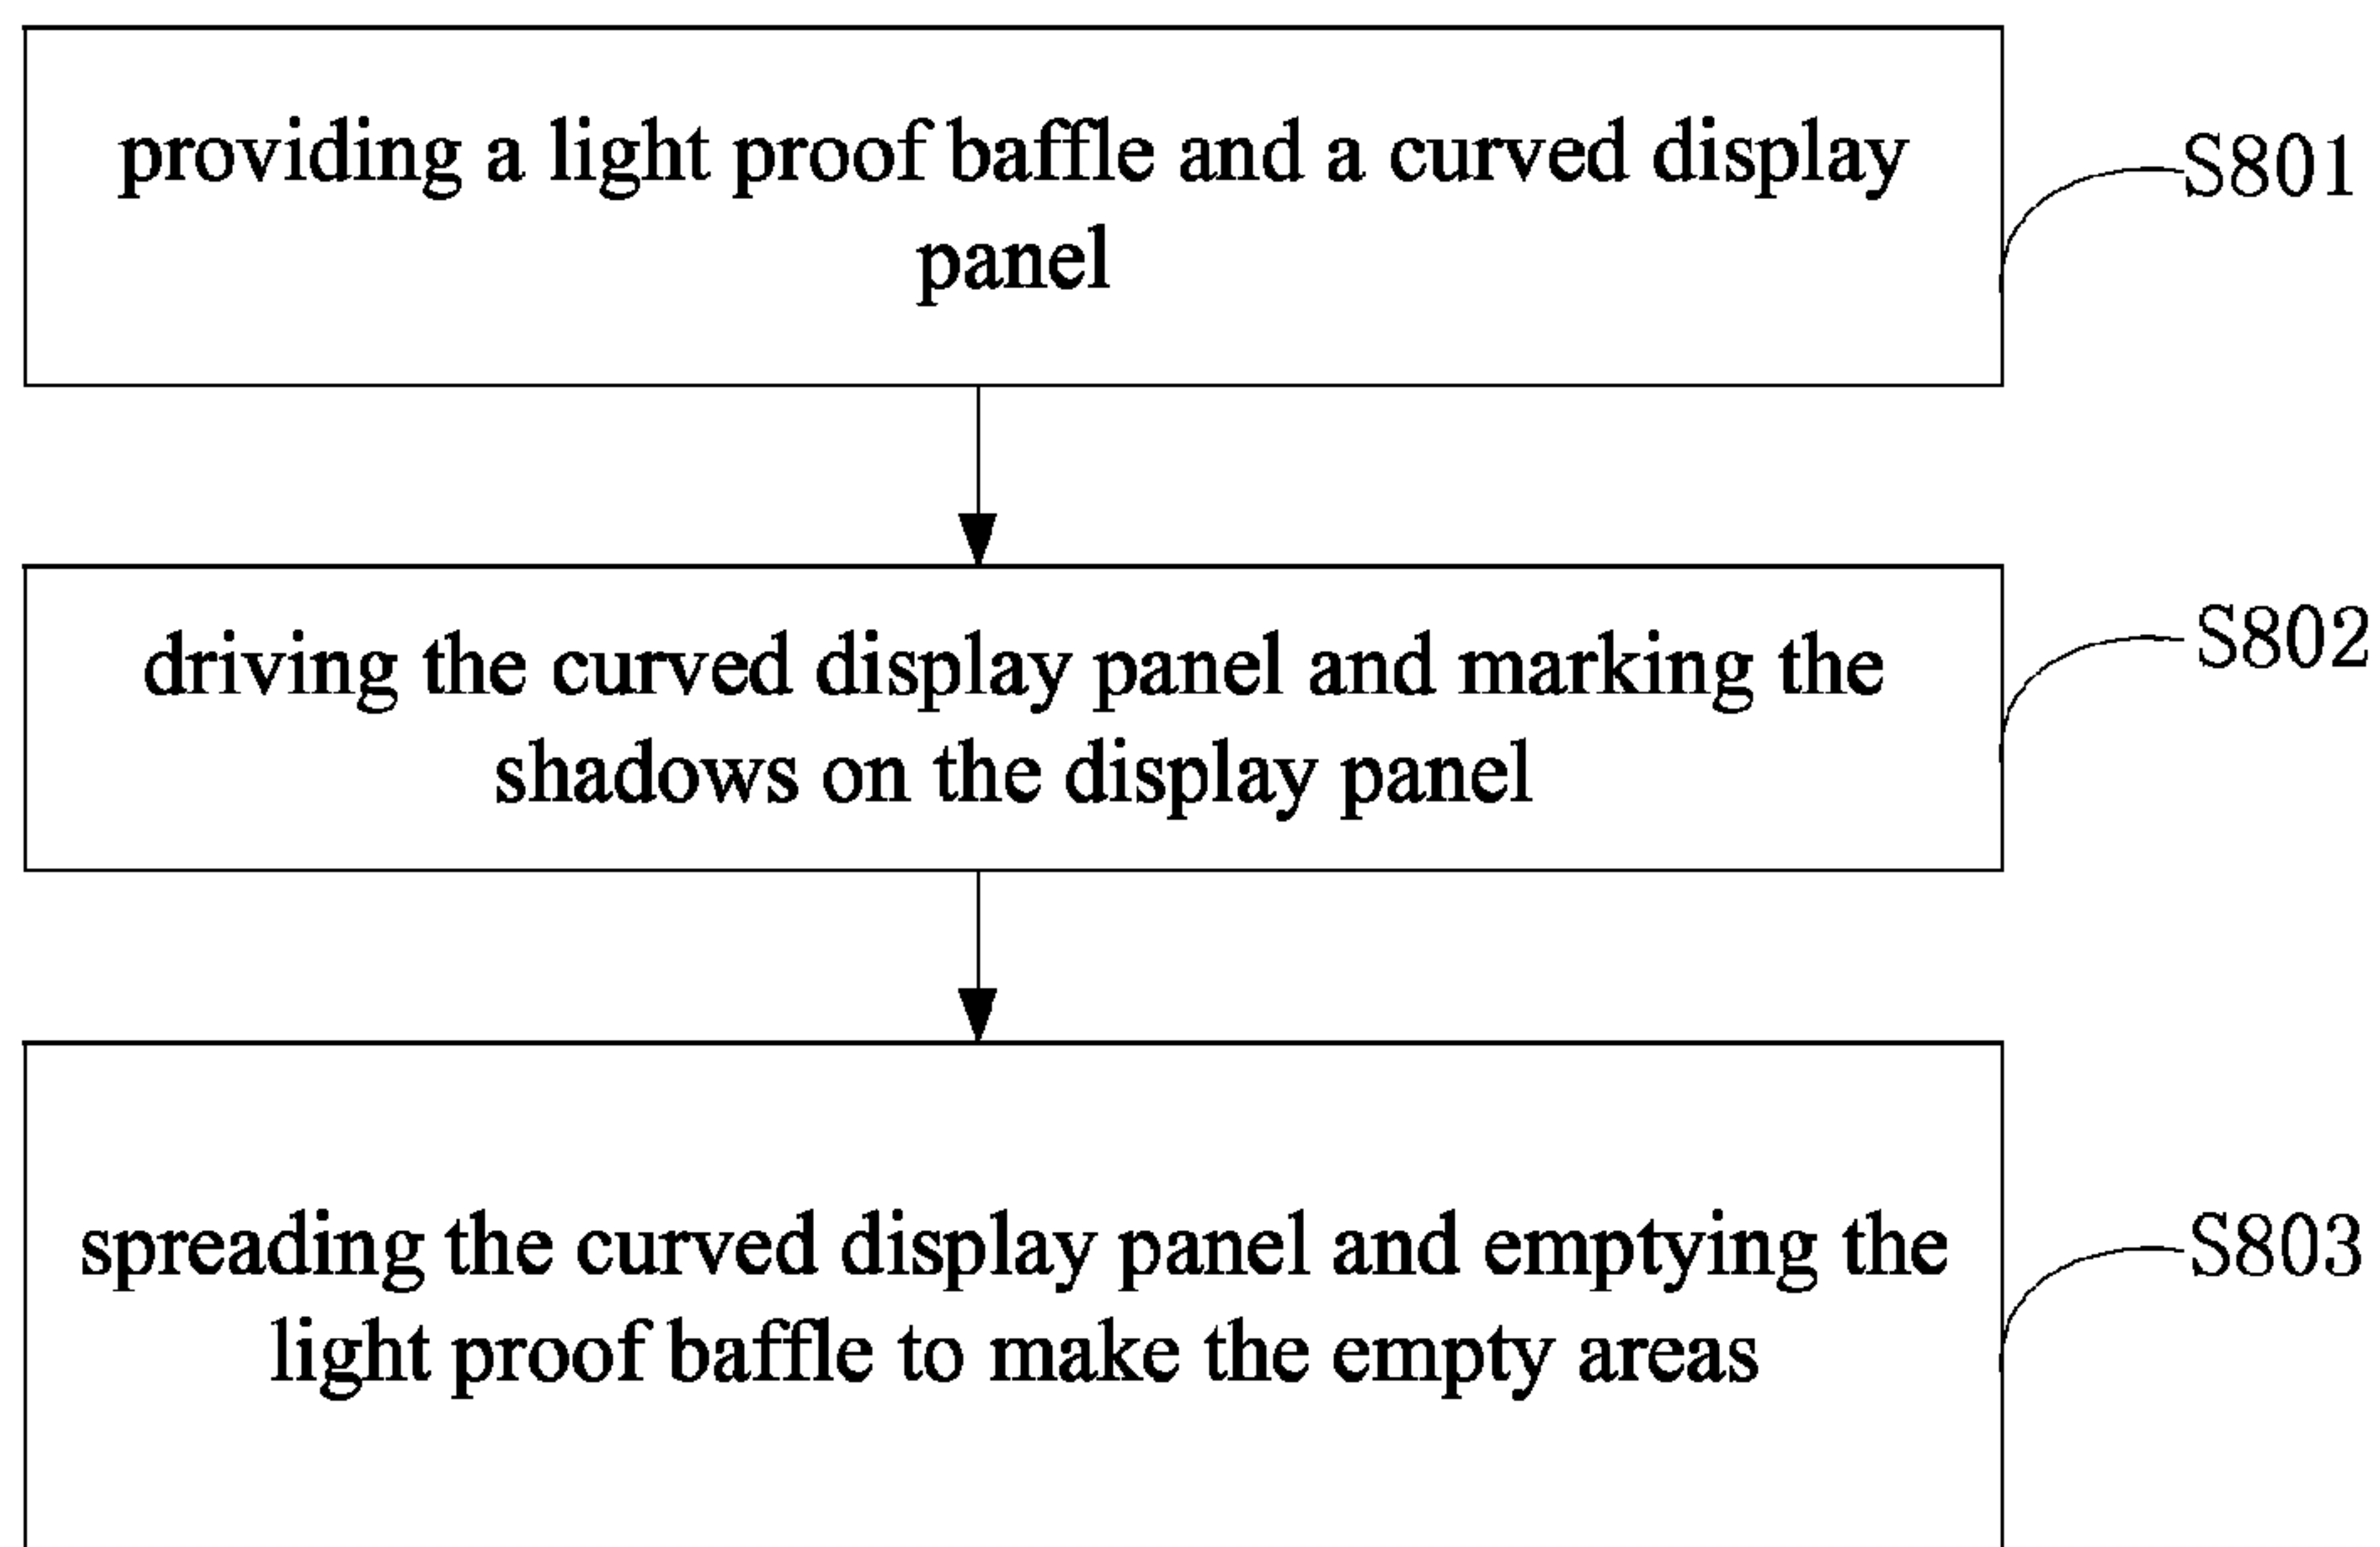 providing a light proof baffle and a curved display
panel
S801
driving the curved display panel and marking the
shadows on the display panel
S802
spreading the curved display panel and emptying the
light proof baffle to make the empty areas
S803